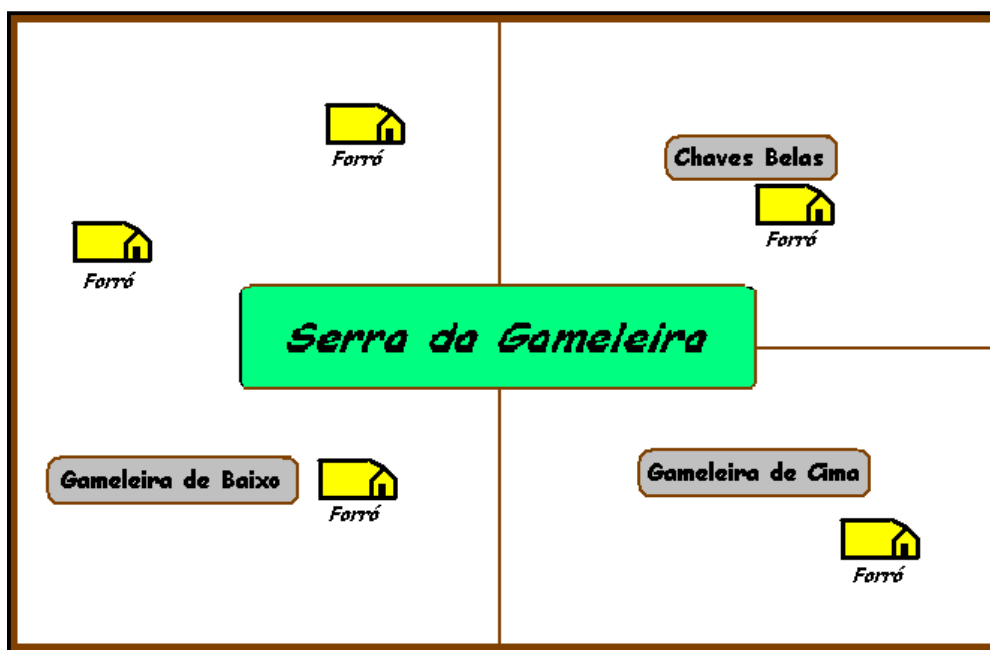 Forró
Chaves Belas
Forró
Forró
Serra da Gameleira
Gameleira de Baixo
Forró
Gameleira de Cima
Forró